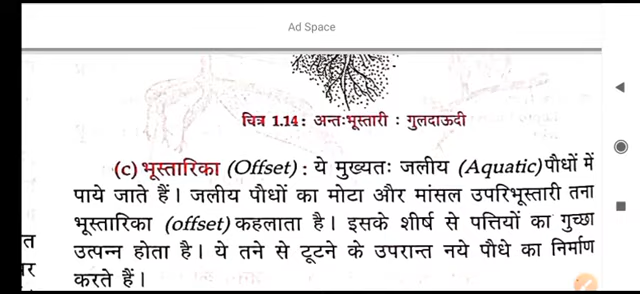 Ad Space
चित्र 1.14 : अन्तःभूस्तारी : गुलदाऊदी
(c) भूस्तारिका (Offset) : ये मुख्यतः जलीय (Aquatic) पौधों में
पाये जाते हैं। जलीय पौधों का मोटा और मांसल उपरिभूस्तारी तना
भूस्तारिका (offset) कहलाता है। इसके शीर्ष से पत्तियों का गुच्छा
त
उत्पन्न होता है। ये तने से टूटने के उपरान्त नये पौधे का निर्माण
र
करते हैं।